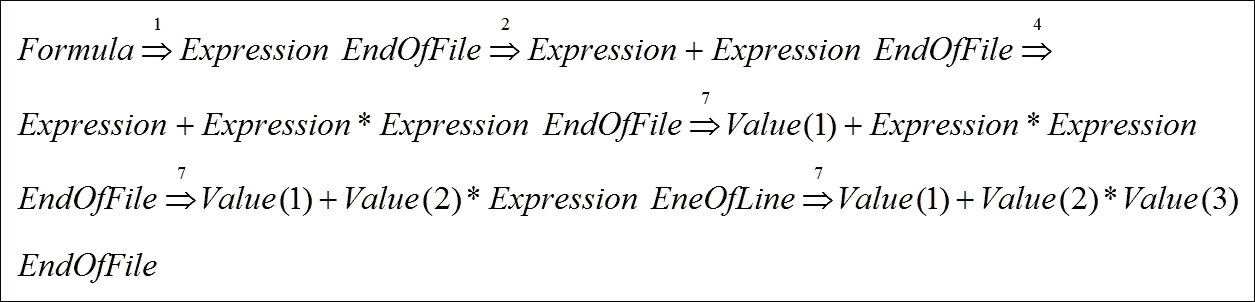 Formula ⇒1 Expression EndOfFile ⇒2 Expression + Expression EndOfFile ⇒4
Expression + Expression * Expression EndOfFile ⇒7 Value(1) + Expression * Expression
EndOfFile ⇒7 Value(1) + Value(2) * Expression EneOfLine ⇒7 Value(1) + Value(2) * Value(3)
EndOfFile